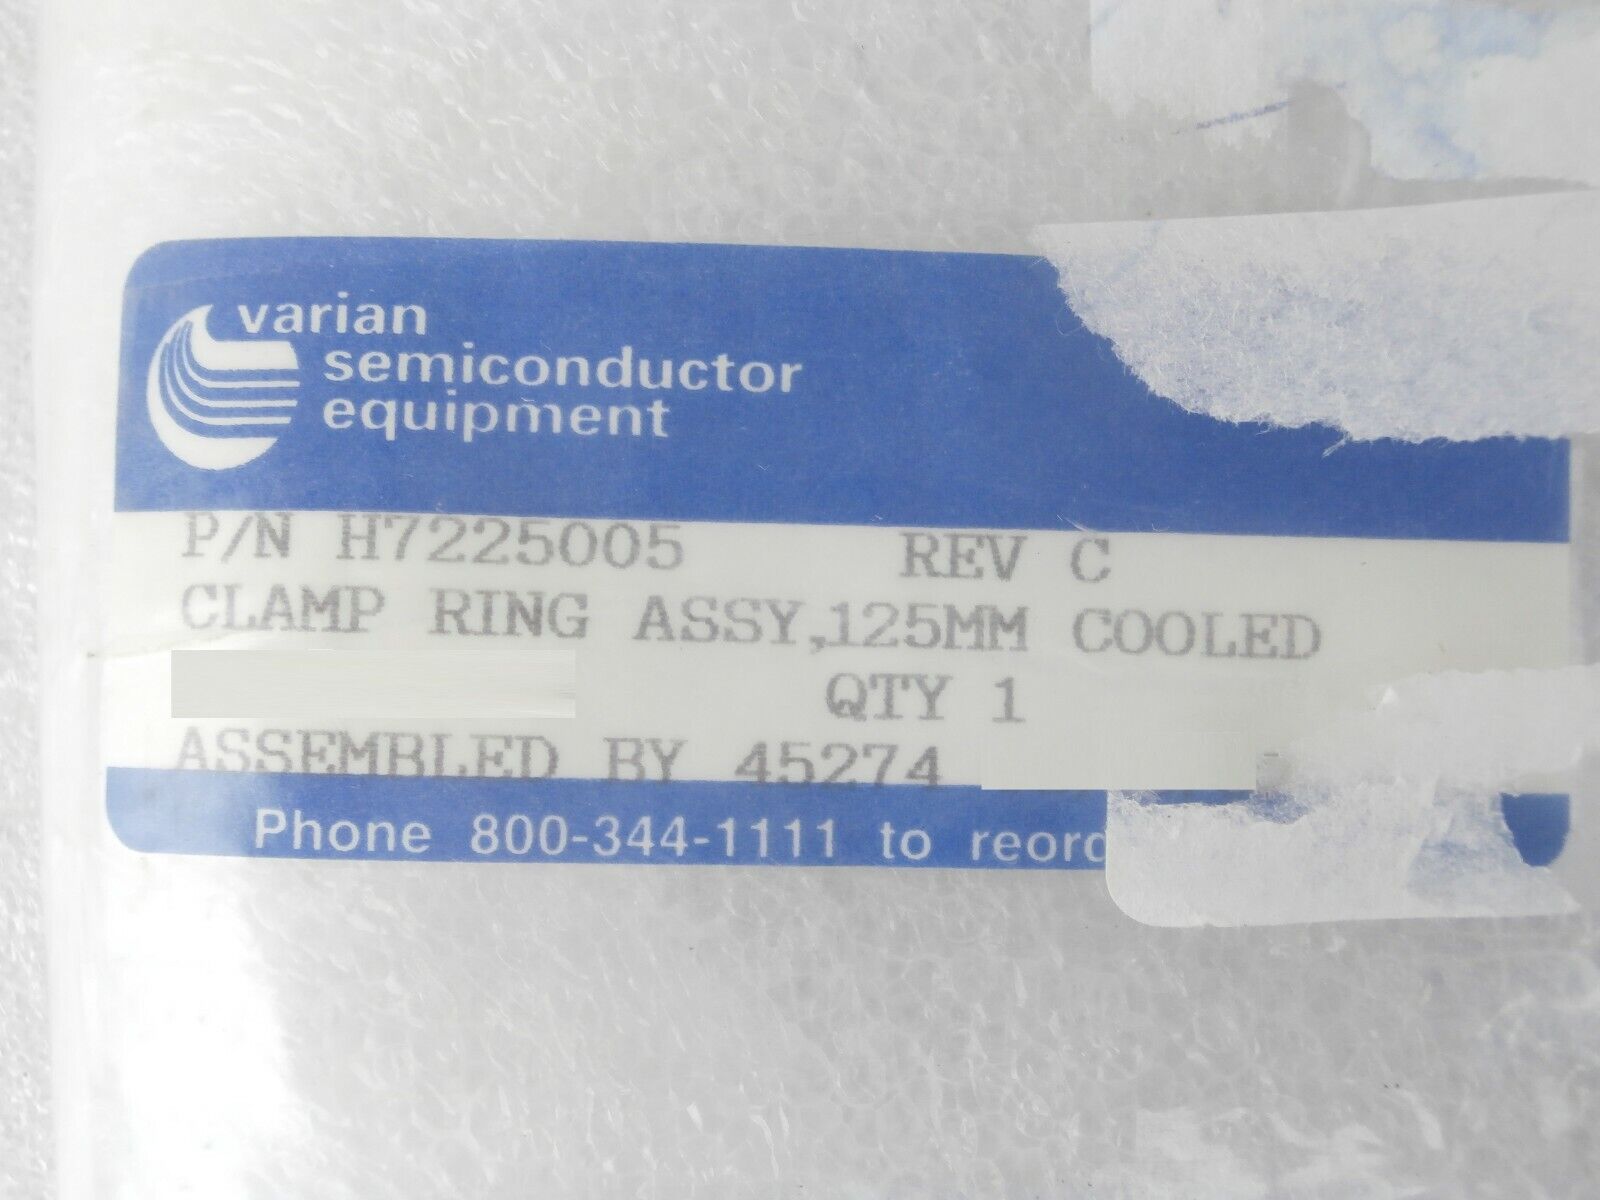 varian
semiconductor
equipment
P/N H7225005 REV C
CLAMP RING ASSY,125MM COOLED
QTY 1
ASSEMBLED BY 45274
Phone 800-344-1111 to reord